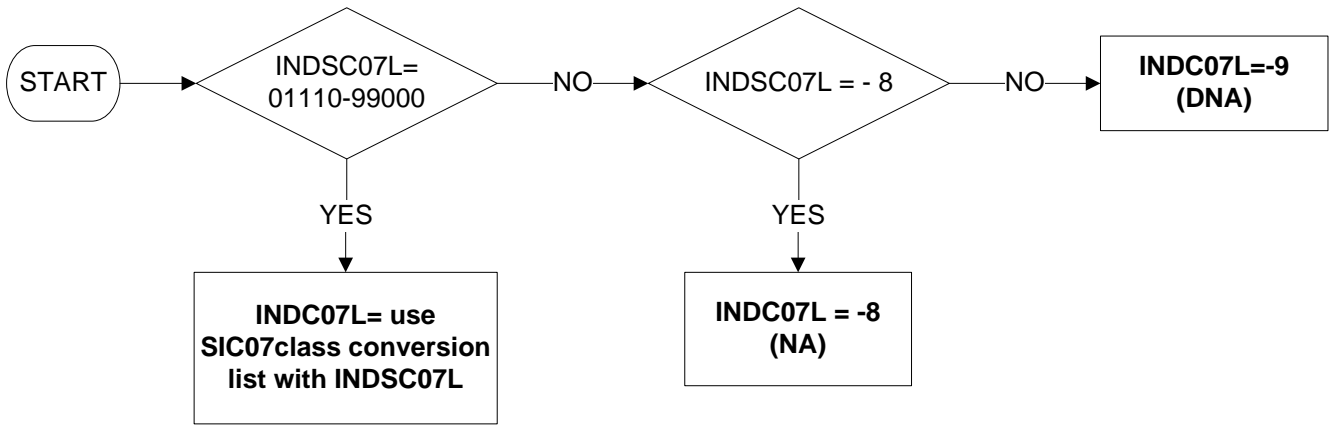 START
INDSC07L=
01110-99000
NO
INDSC07L = - 8
NO
INDC07L=-9
(DNA)
YES
YES
INDC07L= use
SIC07class conversion
list with INDSC07L
INDC07L = -8
(NA)